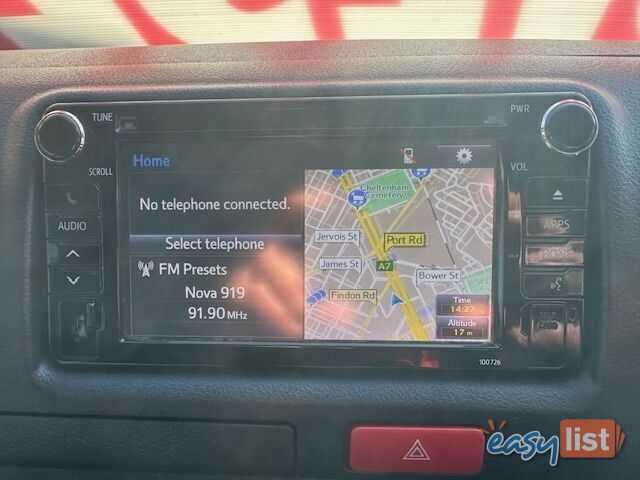 TUNE
PWR
SCROLL
VOL
Home
No telephone connected.
Select telephone
FM Presets
Nova 919
91.90 MHz
Cheltenham
Cemetery
Jervois St
Port Rd
James St
A7
Bower St
Findon Rd
Time
14:27
Altitude
17 m
AUDIO
APPS
HOME
100726
easylist